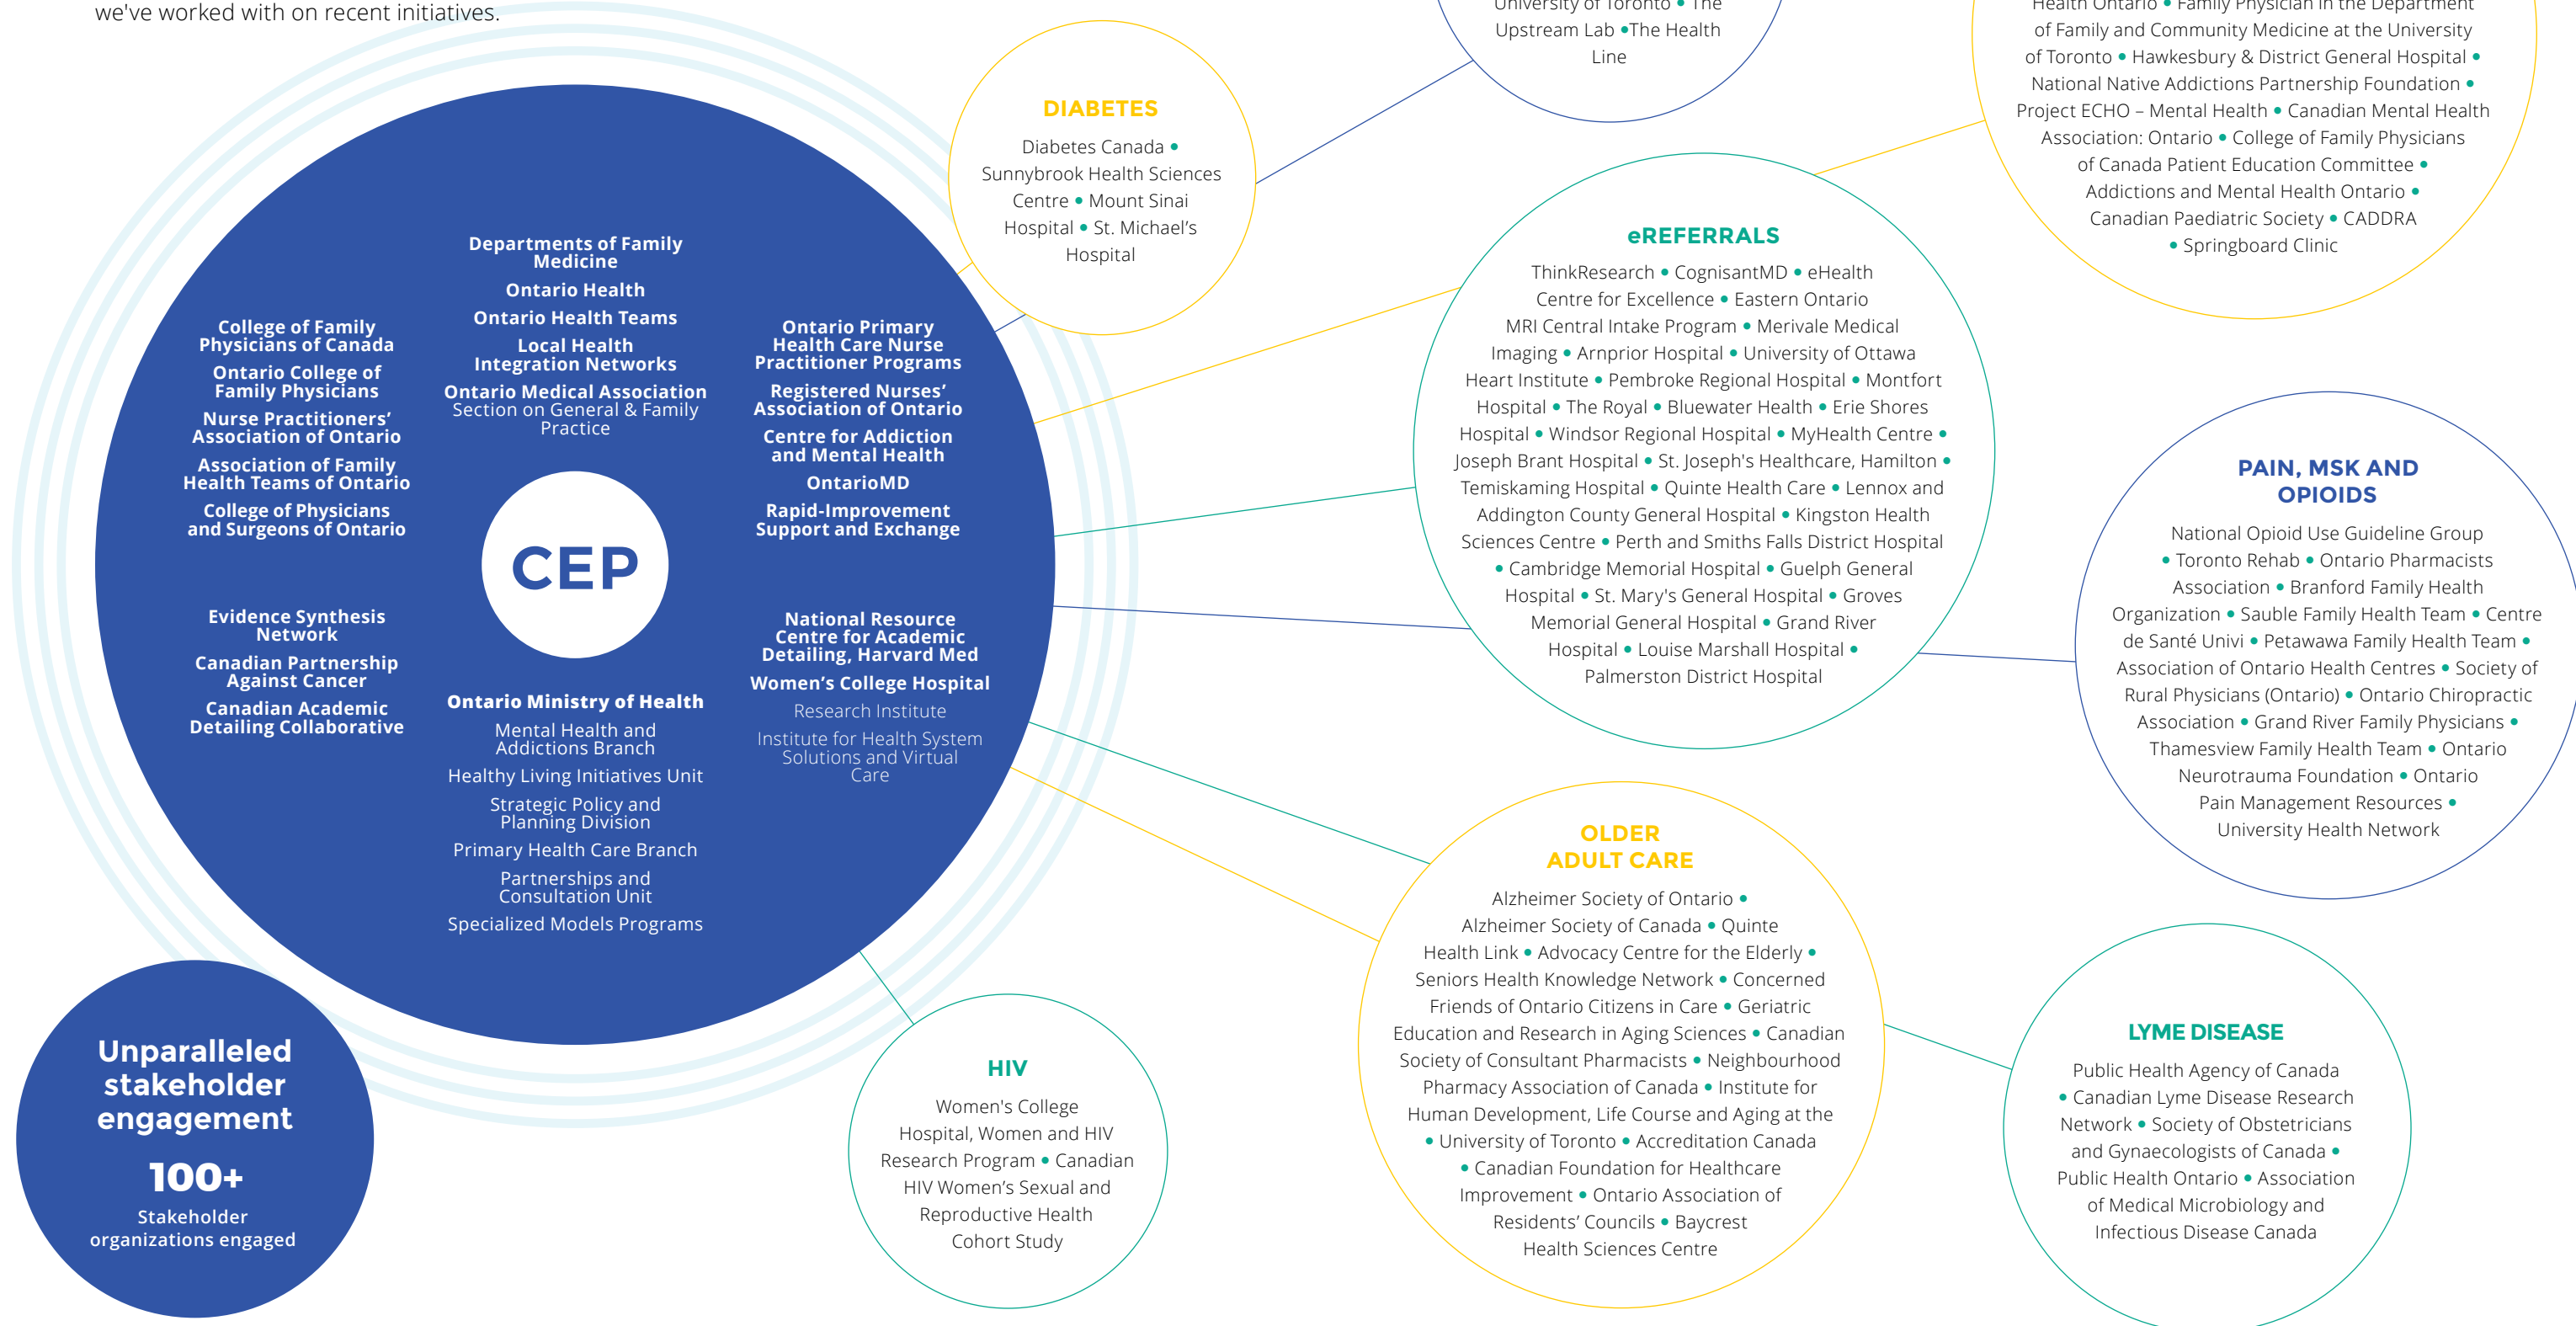 we've worked with on recent initiatives.
Departments of Family
Medicine
Ontario Health
Ontario Health Teams
Local Health
Integration Networks
Ontario Medical Association
Section on General & Family
Practice
College of Family
Physicians of Canada
Ontario College of
Family Physicians
Nurse Practitioners’
Association of Ontario
Association of Family
Health Teams of Ontario
College of Physicians
and Surgeons of Ontario
Ontario Primary
Health Care Nurse
Practitioner Programs
Registered Nurses’
Association of Ontario
Centre for Addiction
and Mental Health
OntarioMD
Rapid-Improvement
Support and Exchange
CEP
Evidence Synthesis
Network
Canadian Partnership
Against Cancer
Canadian Academic
Detailing Collaborative
Ontario Ministry of Health
Mental Health and
Addictions Branch
Healthy Living Initiatives Unit
Strategic Policy and
Planning Division
Primary Health Care Branch
Partnerships and
Consultation Unit
Specialized Models Programs
National Resource
Centre for Academic
Detailing, Harvard Med
Women’s College Hospital
Research Institute
Institute for Health System
Solutions and Virtual
Care
Unparalleled
stakeholder
engagement
100+
Stakeholder
organizations engaged
DIABETES
Diabetes Canada •
Sunnybrook Health Sciences
Centre • Mount Sinai
Hospital • St. Michael’s
Hospital
University of Toronto • The
Upstream Lab •The Health
Line
Health Ontario • Family Physician in the Department
of Family and Community Medicine at the University
of Toronto • Hawkesbury & District General Hospital •
National Native Addictions Partnership Foundation •
Project ECHO – Mental Health • Canadian Mental Health
Association: Ontario • College of Family Physicians
of Canada Patient Education Committee •
Addictions and Mental Health Ontario •
Canadian Paediatric Society • CADDRA
• Springboard Clinic
eREFERRALS
ThinkResearch • CognisantMD • eHealth
Centre for Excellence • Eastern Ontario
MRI Central Intake Program • Merivale Medical
Imaging • Arnprior Hospital • University of Ottawa
Heart Institute • Pembroke Regional Hospital • Montfort
Hospital • The Royal • Bluewater Health • Erie Shores
Hospital • Windsor Regional Hospital • MyHealth Centre •
Joseph Brant Hospital • St. Joseph's Healthcare, Hamilton •
Temiskaming Hospital • Quinte Health Care • Lennox and
Addington County General Hospital • Kingston Health
Sciences Centre • Perth and Smiths Falls District Hospital
• Cambridge Memorial Hospital • Guelph General
Hospital • St. Mary's General Hospital • Groves
Memorial General Hospital • Grand River
Hospital • Louise Marshall Hospital •
Palmerston District Hospital
PAIN, MSK AND
OPIOIDS
National Opioid Use Guideline Group
• Toronto Rehab • Ontario Pharmacists
Association • Branford Family Health
Organization • Sauble Family Health Team • Centre
de Santé Univi • Petawawa Family Health Team •
Association of Ontario Health Centres • Society of
Rural Physicians (Ontario) • Ontario Chiropractic
Association • Grand River Family Physicians •
Thamesview Family Health Team • Ontario
Neurotrauma Foundation • Ontario
Pain Management Resources •
University Health Network
OLDER
ADULT CARE
Alzheimer Society of Ontario •
Alzheimer Society of Canada • Quinte
Health Link • Advocacy Centre for the Elderly •
Seniors Health Knowledge Network • Concerned
Friends of Ontario Citizens in Care • Geriatric
Education and Research in Aging Sciences • Canadian
Society of Consultant Pharmacists • Neighbourhood
Pharmacy Association of Canada • Institute for
Human Development, Life Course and Aging at the
• University of Toronto • Accreditation Canada
• Canadian Foundation for Healthcare
Improvement • Ontario Association of
Residents’ Councils • Baycrest
Health Sciences Centre
HIV
Women's College
Hospital, Women and HIV
Research Program • Canadian
HIV Women’s Sexual and
Reproductive Health
Cohort Study
LYME DISEASE
Public Health Agency of Canada
• Canadian Lyme Disease Research
Network • Society of Obstetricians
and Gynaecologists of Canada •
Public Health Ontario • Association
of Medical Microbiology and
Infectious Disease Canada